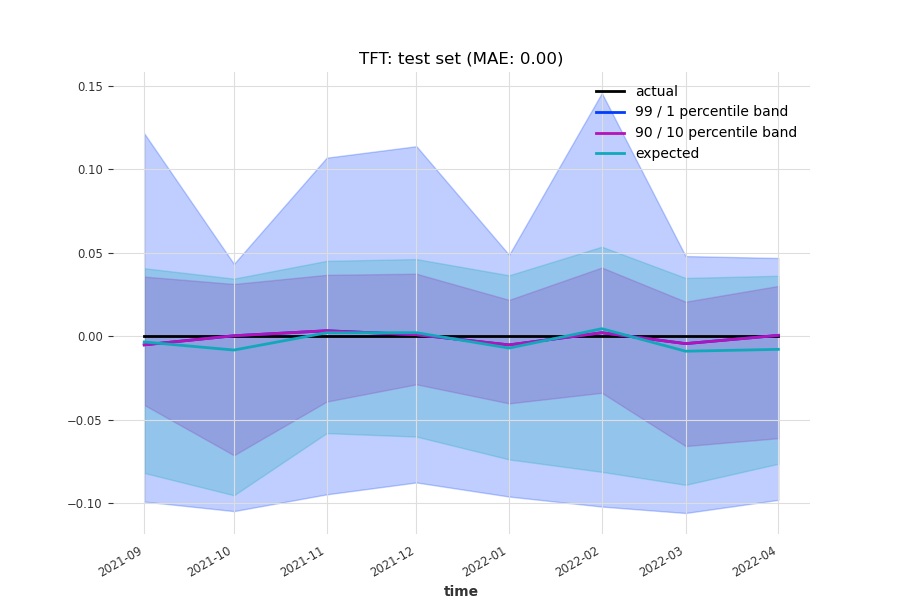 TFT: test set (MAE: 0.00)
actual
99 / 1 percentile band
90 / 10 percentile band
expected
0.15
0.10
0.05
0.00
−0.05
−0.10
2021-09
2021-10
2021-11
2021-12
2022-01
2022-02
2022-03
2022-04
time